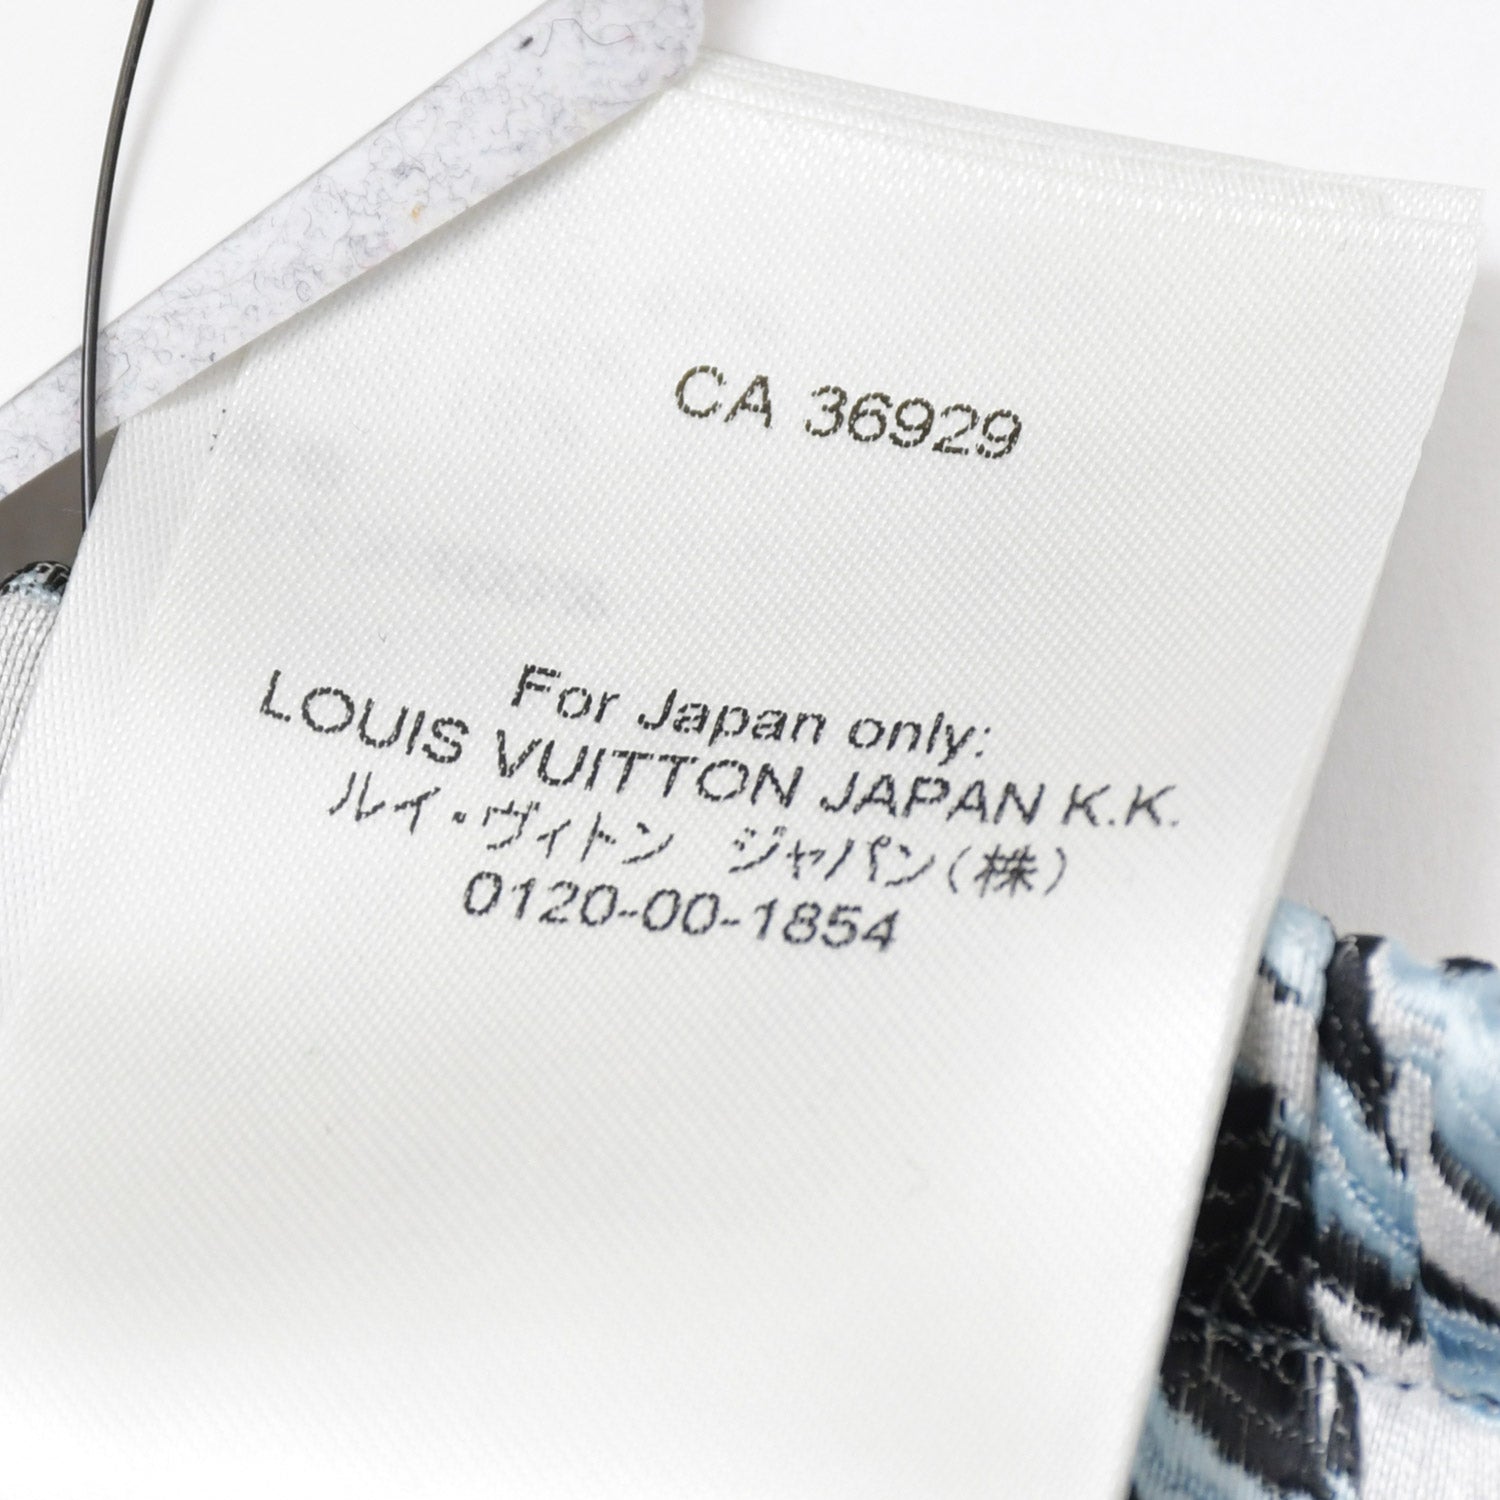 CA 36929
For Japan only:
LOUIS VUITTON JAPAN K.K.
ルイ・ヴィトン ジャパン(株)
0120-00-1854